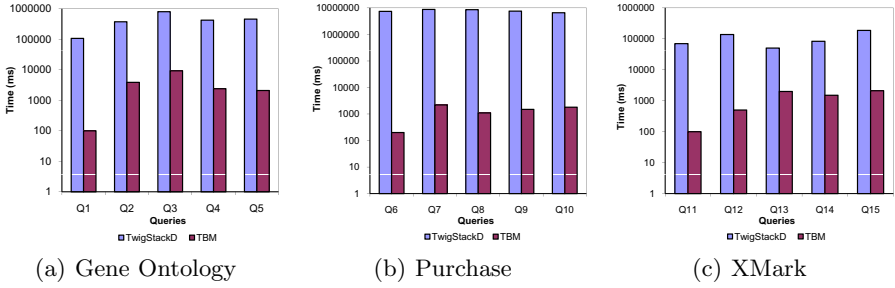 1000000
100000
10000
1000
100
10
1
Time (ms)
Q1 Q2 Q3 Q4 Q5
Queries
TwigStackD TBM
(a) Gene Ontology
1000000
100000
10000
1000
100
10
1
Time (ms)
Q6 Q7 Q8 Q9 Q10
Queries
TwigStackD TBM
(b) Purchase
1000000
100000
10000
1000
100
10
1
Time (ms)
Q11 Q12 Q13 Q14 Q15
Queries
TwigStackD TBM
(c) XMark